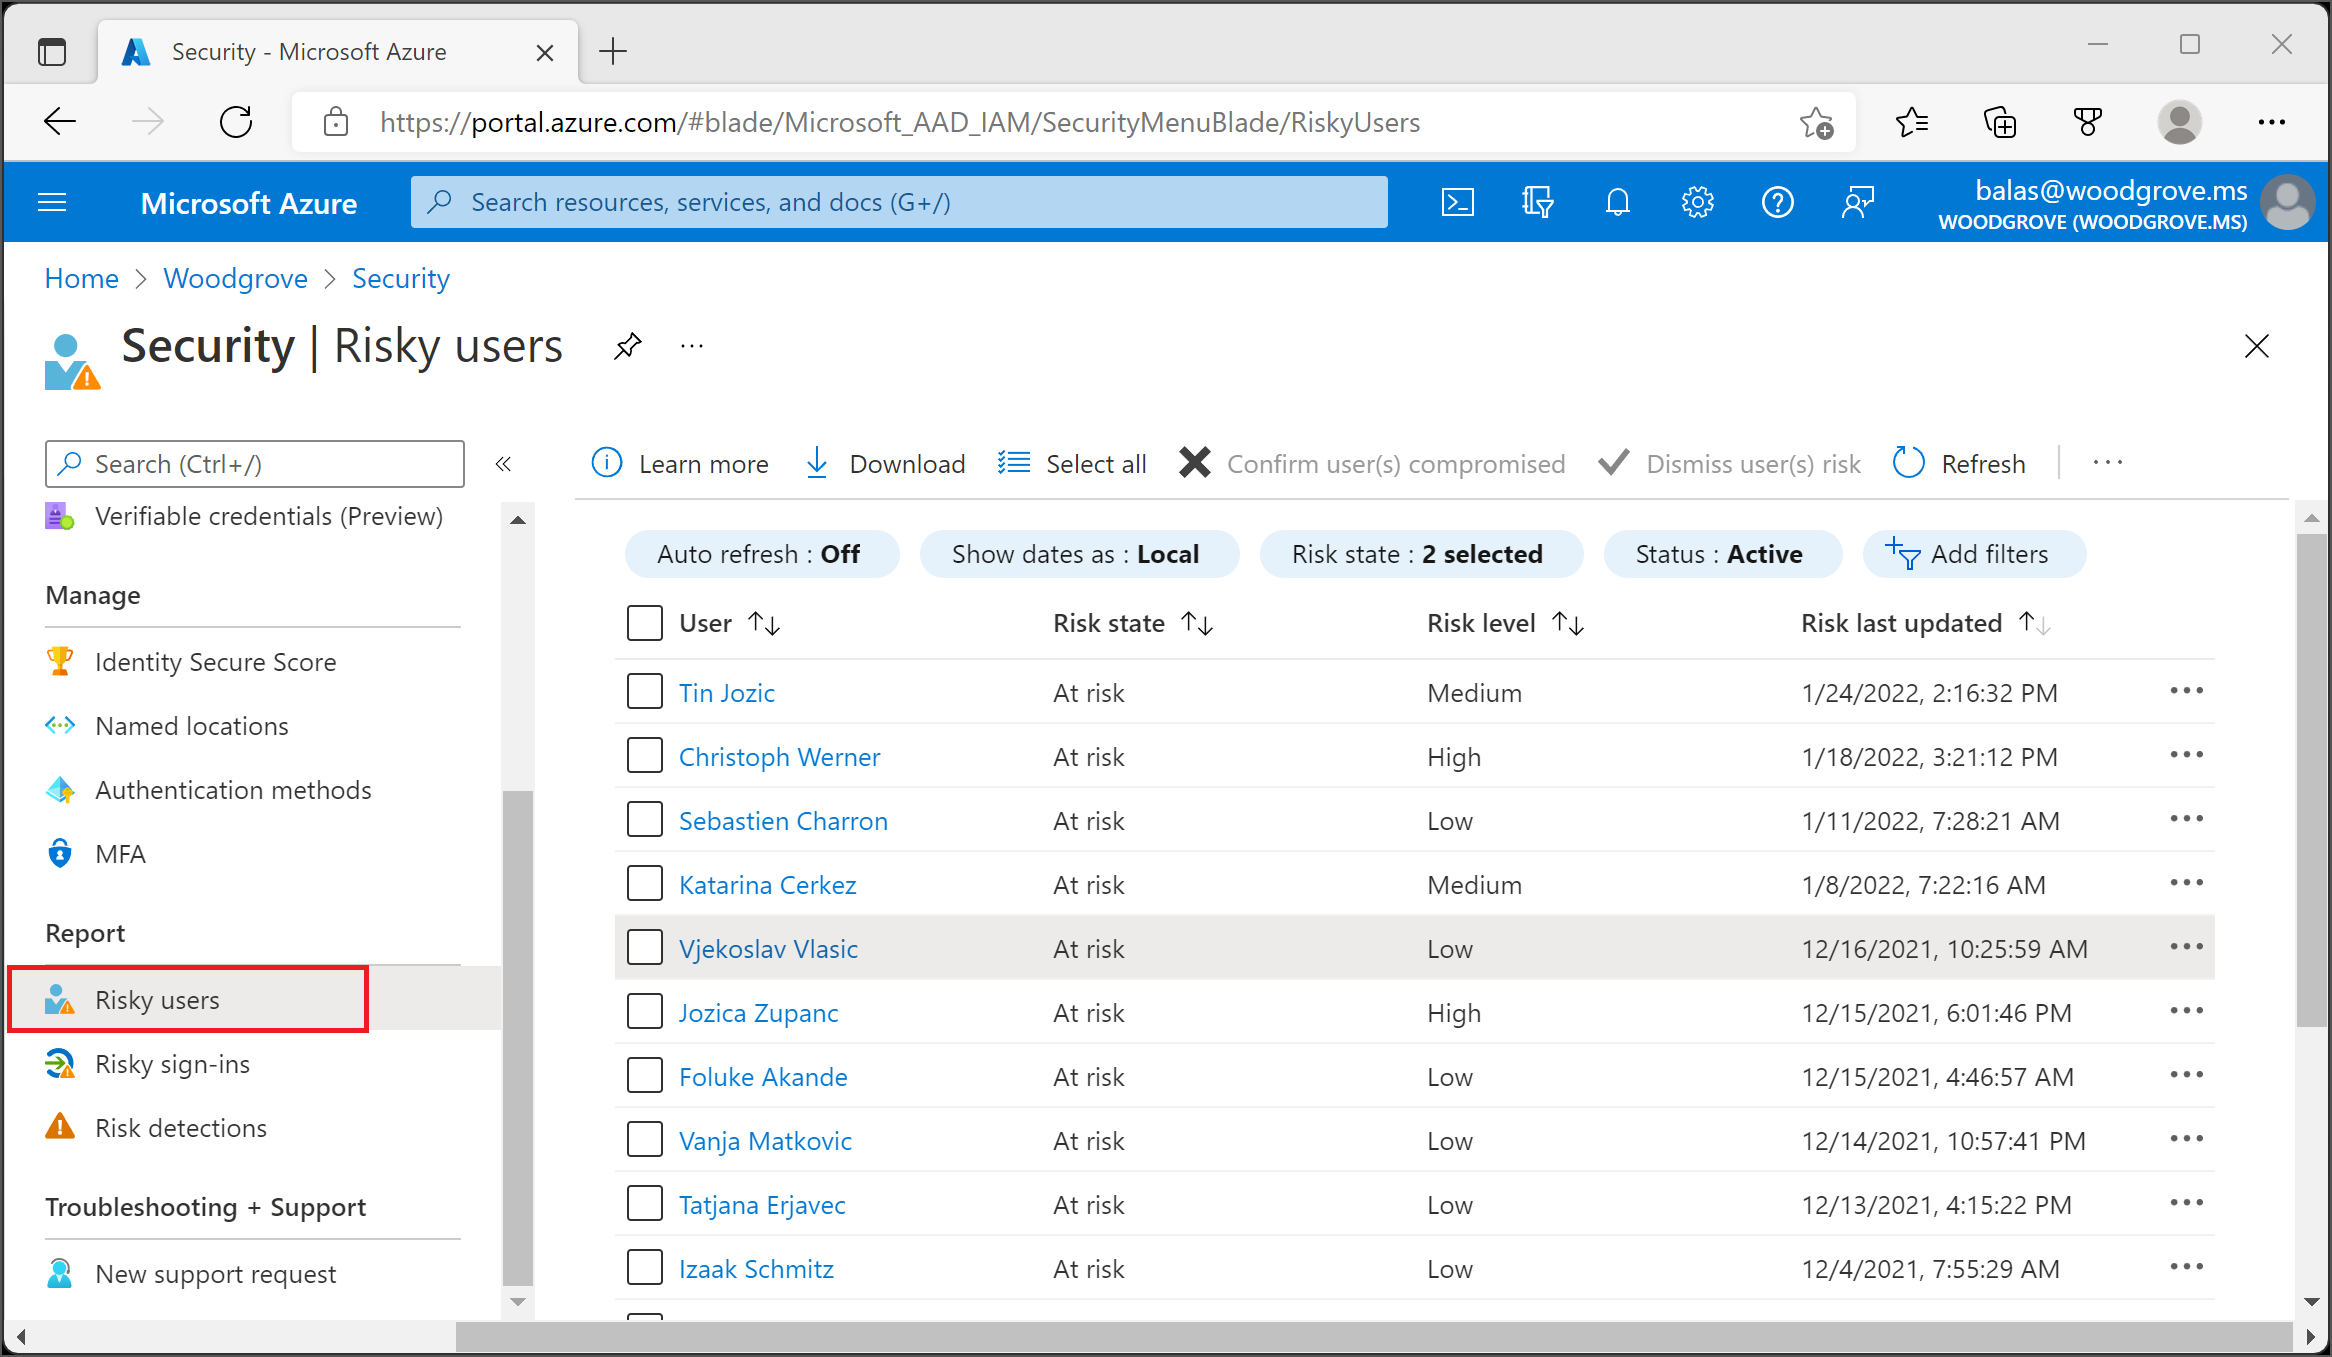 Security - Microsoft Azure
https://portal.azure.com/#blade/Microsoft_AAD_IAM/SecurityMenuBlade/RiskyUsers
Microsoft Azure
Search resources, services, and docs (G+/)
balas@woodgrove.ms
WOODGROVE (WOODGROVE.MS)
Home > Woodgrove > Security
Security | Risky users
Search (Ctrl+/)
Verifiable credentials (Preview)
Manage
Identity Secure Score
Named locations
Authentication methods
MFA
Report
Risky users
Risky sign-ins
Risk detections
Troubleshooting + Support
New support request
Learn more Download Select all Confirm user(s) compromised Dismiss user(s) risk Refresh
Auto refresh : Off Show dates as : Local Risk state : 2 selected Status : Active Add filters
User Risk state Risk level Risk last updated
Tin Jozic At risk Medium 1/24/2022, 2:16:32 PM
Christoph Werner At risk High 1/18/2022, 3:21:12 PM
Sebastien Charron At risk Low 1/11/2022, 7:28:21 AM
Katarina Cerkez At risk Medium 1/8/2022, 7:22:16 AM
Vjekoslav Vlasic At risk Low 12/16/2021, 10:25:59 AM
Jozica Zupanc At risk High 12/15/2021, 6:01:46 PM
Foluke Akande At risk Low 12/15/2021, 4:46:57 AM
Vanja Matkovic At risk Low 12/14/2021, 10:57:41 PM
Tatjana Erjavec At risk Low 12/13/2021, 4:15:22 PM
Izaak Schmitz At risk Low 12/4/2021, 7:55:29 AM